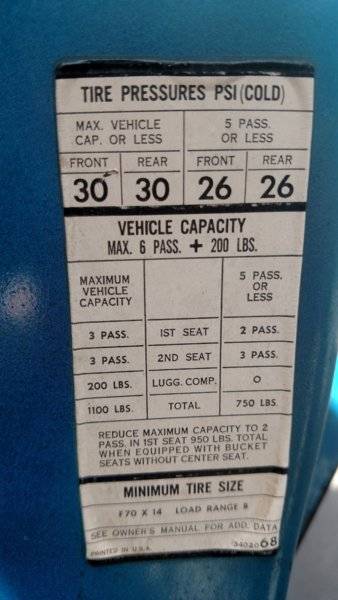 TIRE PRESSURES PSI (COLD)
MAX. VEHICLE CAP. OR LESS
5 PASS. OR LESS
FRONT REAR FRONT REAR
30 30 26 26
VEHICLE CAPACITY
MAX. 6 PASS. + 200 LBS.
MAXIMUM VEHICLE CAPACITY
5 PASS. OR LESS
3 PASS. 1ST SEAT 2 PASS.
3 PASS. 2ND SEAT 3 PASS.
200 LBS. LUGG. COMP. 0
1100 LBS. TOTAL 750 LBS.
REDUCE MAXIMUM CAPACITY TO 2
PASS. IN 1ST SEAT 950 LBS. TOTAL
WHEN EQUIPPED WITH BUCKET
SEATS WITHOUT CENTER SEAT.
MINIMUM TIRE SIZE
F70 X 14 LOAD RANGE B
SEE OWNER'S MANUAL FOR ADD. DATA
PRINTED IN U.S.A. 68